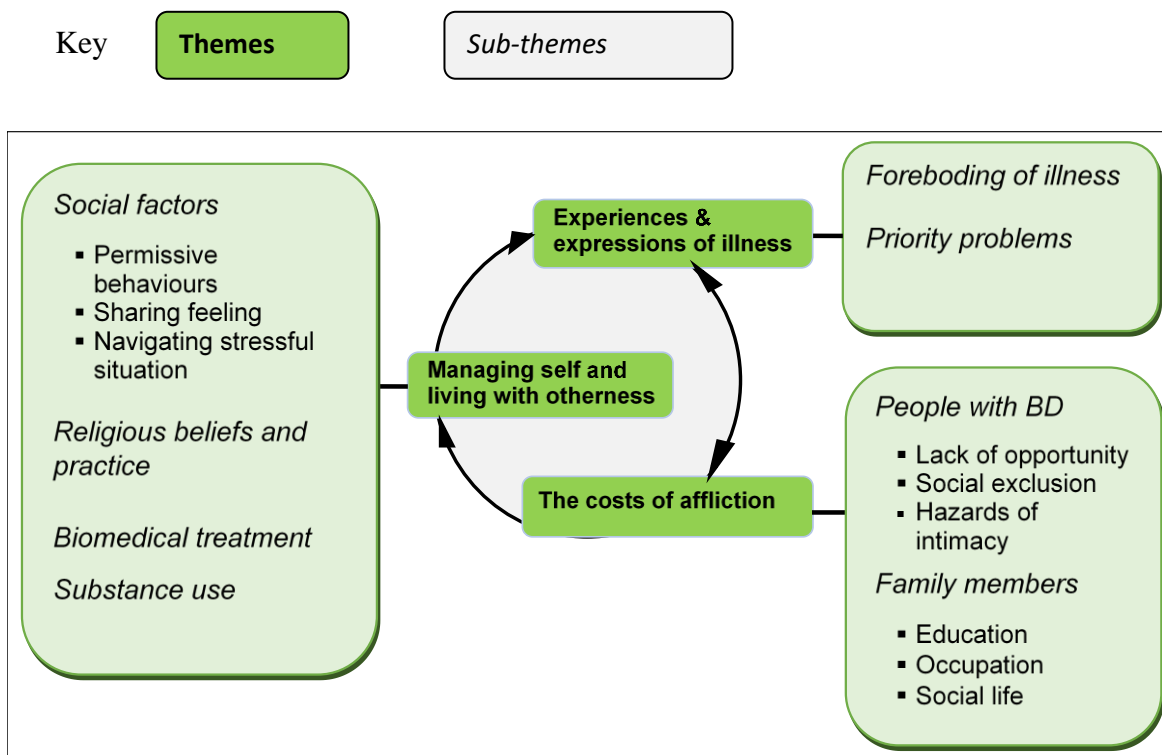 Key
Themes
Sub-themes
Social factors
▪ Permissive
behaviours
▪ Sharing feeling
▪ Navigating stressful
situation
Religious beliefs and
practice
Biomedical treatment
Substance use
Experiences &
expressions of illness
Managing self and
living with otherness
The costs of affliction
Foreboding of illness
Priority problems
People with BD
▪ Lack of opportunity
▪ Social exclusion
▪ Hazards of
intimacy
Family members
▪ Education
▪ Occupation
▪ Social life